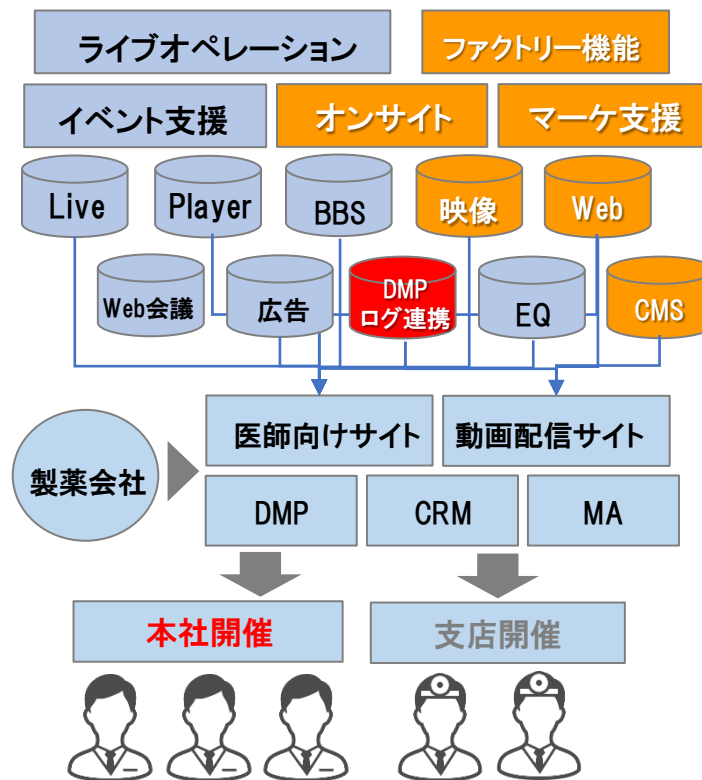 ライブオペレーション
ファクトリー機能
イベント支援
オンサイト
マーケ支援
Live
Player
BBS
映像
Web
Web会議
広告
DMP
ログ連携
EQ
CMS
製薬会社
医師向けサイト
動画配信サイト
DMP
CRM
MA
本社開催
支店開催